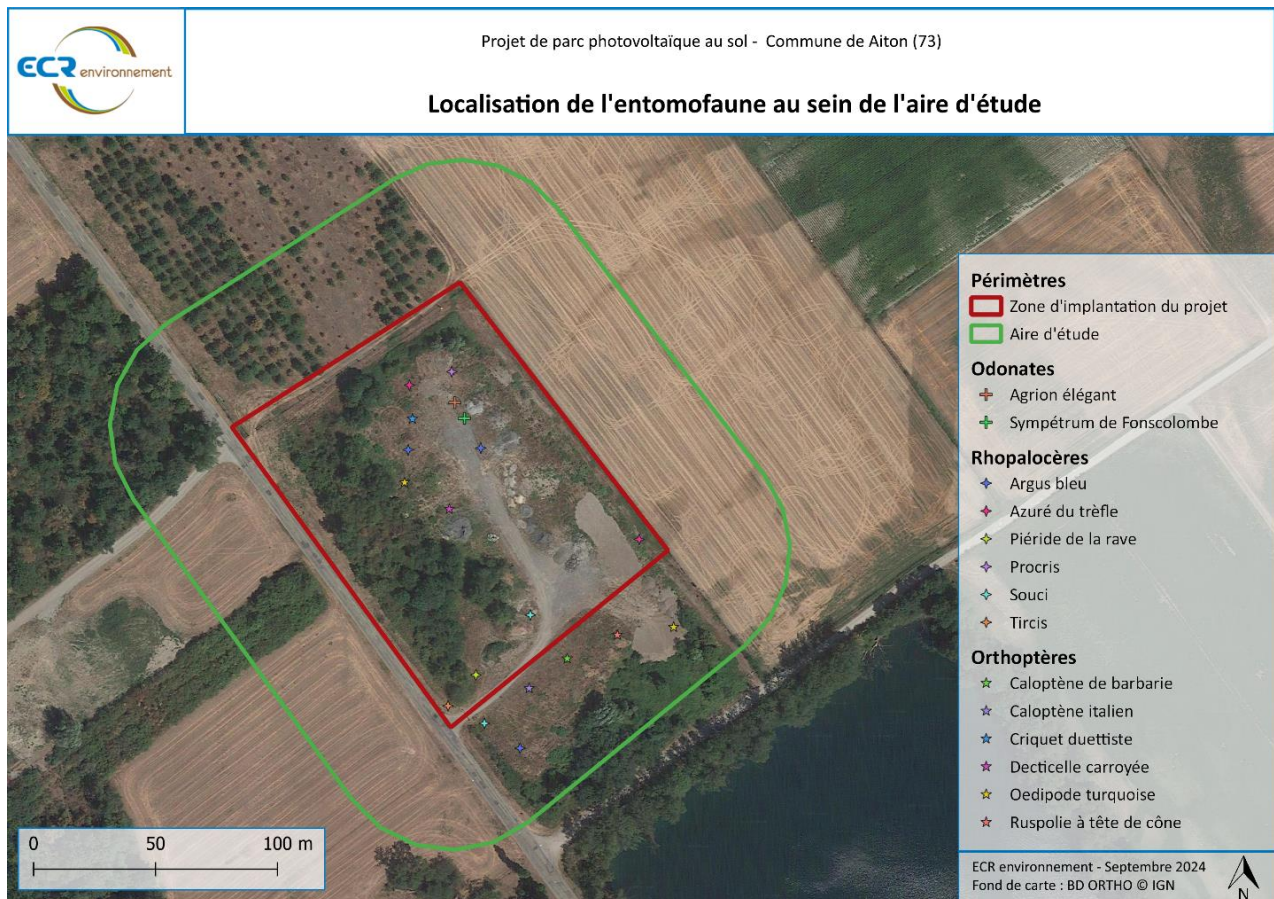 ECR environnement
Projet de parc photovoltaïque au sol - Commune de Aiton (73)
Localisation de l'entomofaune au sein de l'aire d'étude
Périmètres
Zone d'implantation du projet
Aire d'étude
Odonates
Agrion élégant
Sympétrum de Fonscolombe
Rhopalocères
Argus bleu
Azuré du trèfle
Piéride de la rave
Procris
Souci
Tircis
Orthoptères
Caloptène de barbarie
Caloptène italien
Criquet duettiste
Decticelle carroyée
Oedipode turquoise
Ruspolie à tête de cône
0 50 100 m
ECR environnement - Septembre 2024
Fond de carte : BD ORTHO © IGN
N